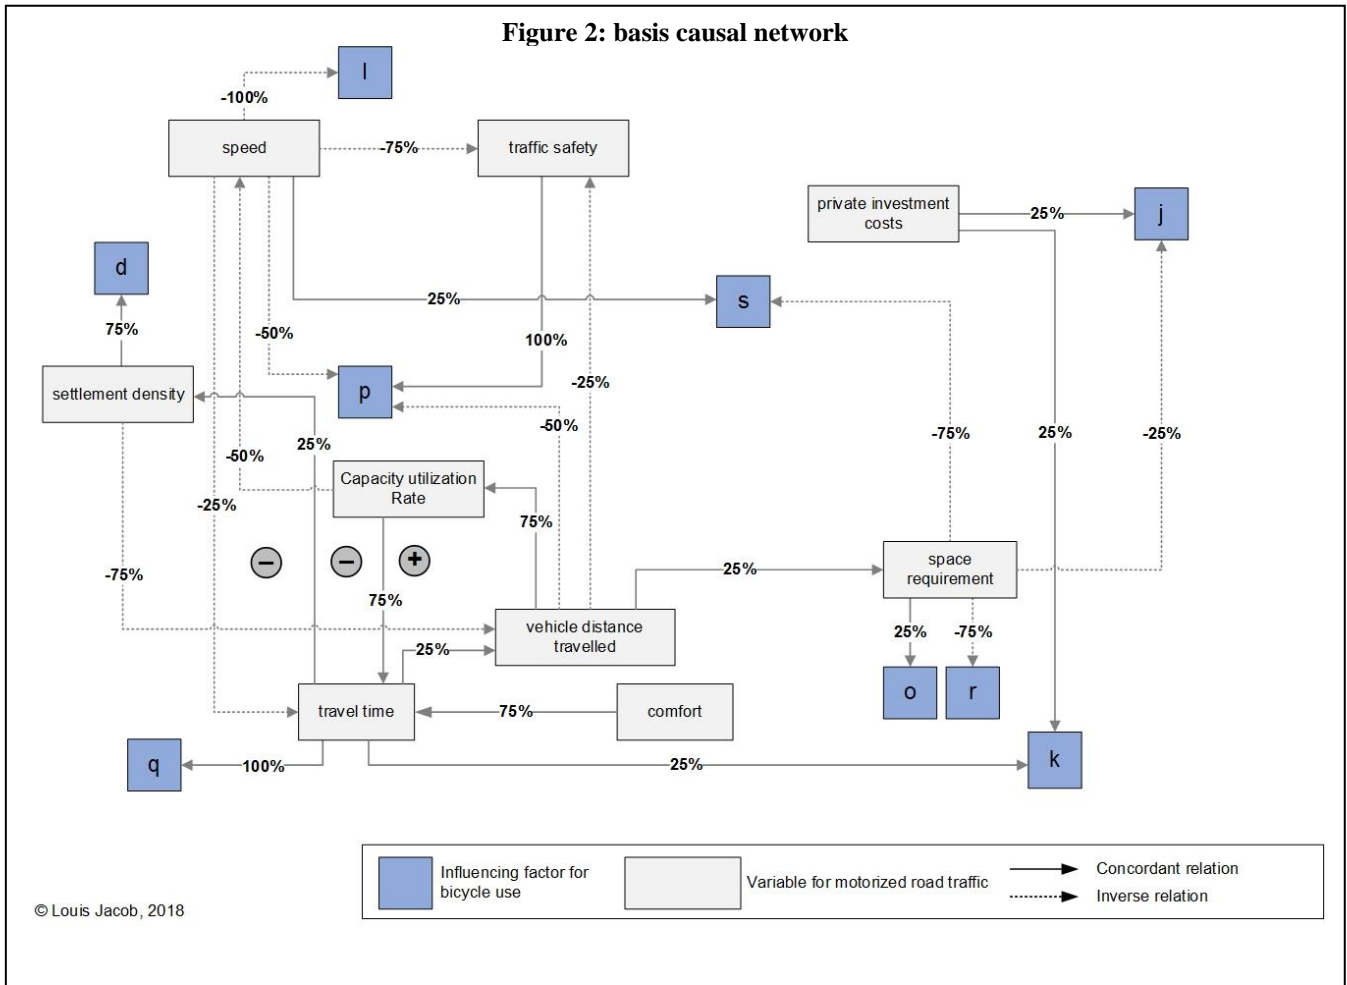 Figure 2: basis causal network
l
-100%
speed
-75%
traffic safety
private investment
costs
25%
j
d
s
25%
75%
-50%
100%
settlement density
p
-25%
-50%
25%
-50%
-75%
25%
-25%
Capacity utilization
Rate
-25%
75%
−
−
+
-75%
25%
space
requirement
75%
vehicle distance
travelled
25%
-75%
25%
o
r
travel time
75%
comfort
q
100%
25%
k
Influencing factor for
bicycle use
Variable for motorized road traffic
Concordant relation
Inverse relation
© Louis Jacob, 2018